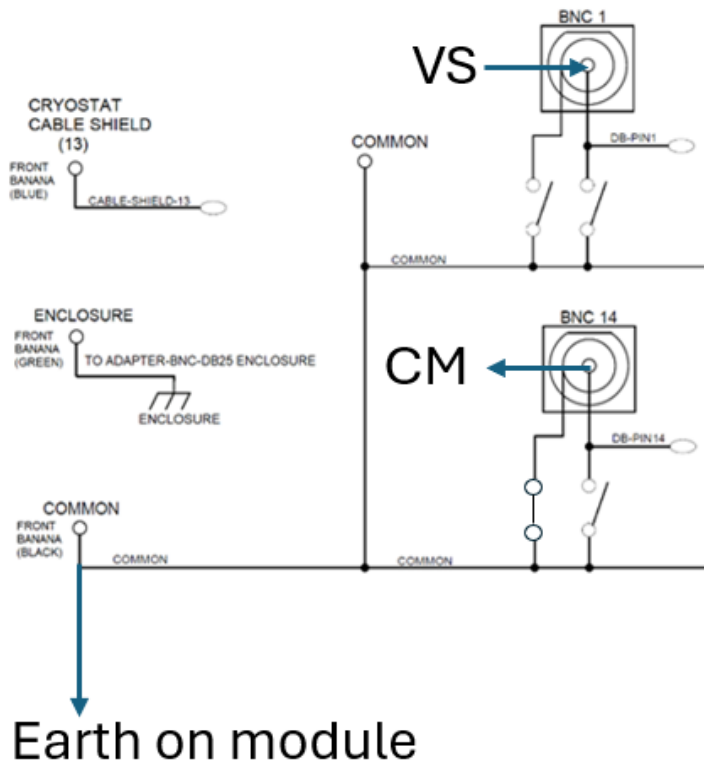 BNC 1
VS
CRYOSTAT
CABLE SHIELD
(13)
FRONT
BANANA
(BLUE)
CABLE-SHIELD-13
COMMON
DB-PIN1
COMMON
ENCLOSURE
FRONT
BANANA
(GREEN)
TO ADAPTER-BNC-DB25 ENCLOSURE
ENCLOSURE
BNC 14
CM
DB-PIN14
COMMON
FRONT
BANANA
(BLACK)
COMMON
COMMON
Earth on module